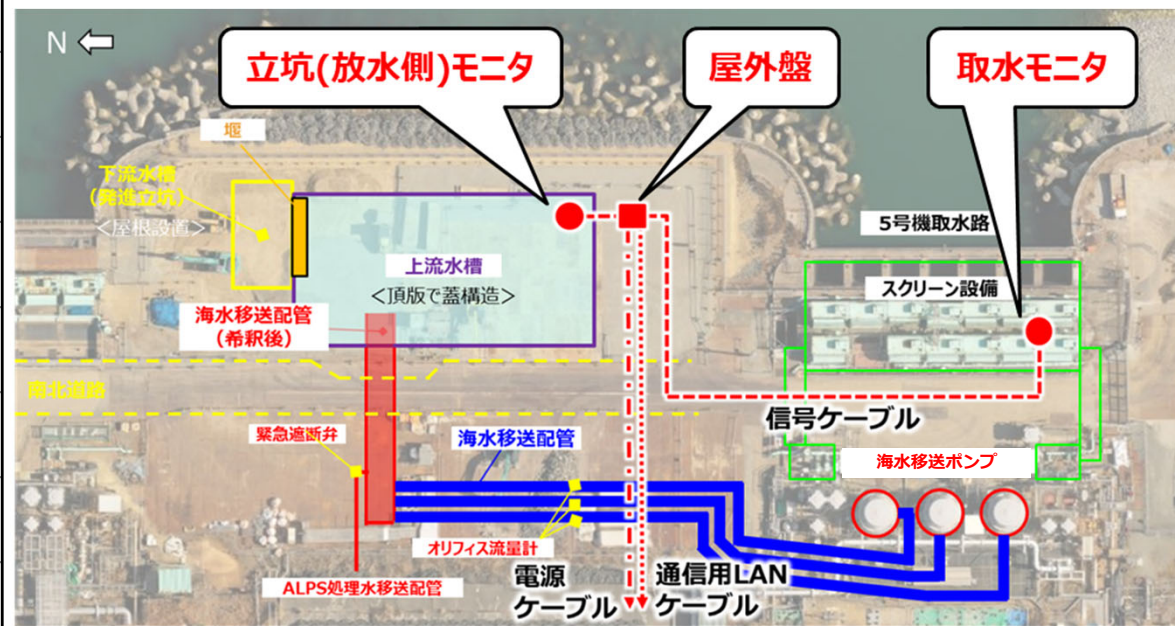 N
立坑(放水側)モニタ
屋外盤
取水モニタ
堰
下流水槽
(発進立坑)
<屋根設置>
5号機取水路
上流水槽
<頂版で蓋構造>
スクリーン設備
海水移送配管
(希釈後)
南北道路
信号ケーブル
緊急遮断弁
海水移送配管
海水移送ポンプ
オリフィス流量計
ALPS処理水移送配管
電源
ケーブル
通信用LAN
ケーブル